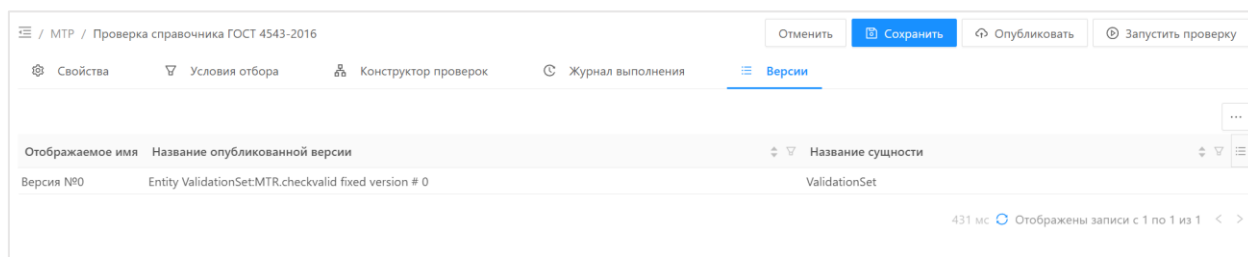 / МТР / Проверка справочника ГОСТ 4543-2016 Отменить Сохранить Опубликовать Запустить проверку
Свойства Условия отбора Конструктор проверок Журнал выполнения Версии
...
Отображаемое имя Название опубликованной версии Название сущности
Версия №0 Entity ValidationSet:MTR.checkvalid fixed version # 0 ValidationSet
431 мс Отображены записи с 1 по 1 из 1 < >